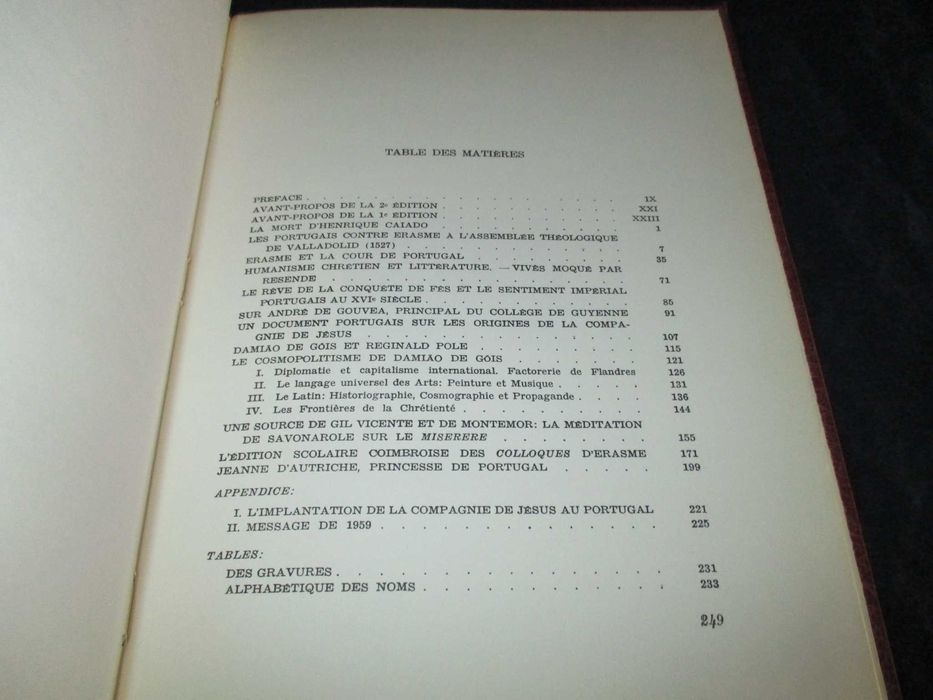 TABLE DES MATIÈRES
PRÉFACE . . . . . . . . . . . . . . IX
AVANT-PROPOS DE LA 2e ÉDITION . . . . . . . . XXI
AVANT-PROPOS DE LA 1e ÉDITION . . . . . . . . XXIII
LA MORT D'HENRIQUE CAIADO . . . . . . . . 1
LES PORTUGAIS CONTRE ERASME A L'ASSEMBLÉE THÉOLOGIQUE
DE VALLADOLID (1527) . . . . . . . . . 7
ERASME ET LA COUR DE PORTUGAL . . . . . . . 35
HUMANISME CHRÉTIEN ET LITTÉRATURE. — VIVÈS MOQUÉ PAR
RESENDE . . . . . . . . . . . . . 71
LE RÊVE DE LA CONQUÊTE DE FÈS ET LE SENTIMENT IMPÉRIAL
PORTUGAIS AU XVIe SIÈCLE . . . . . . . . . 85
SUR ANDRÉ DE GOUVEA, PRINCIPAL DU COLLÈGE DE GUYENNE 91
UN DOCUMENT PORTUGAIS SUR LES ORIGINES DE LA COMPA-
GNIE DE JÉSUS . . . . . . . . . . . 107
DAMIÃO DE GÓIS ET REGINALD POLE . . . . . . . 115
LE COSMOPOLITISME DE DAMIÃO DE GÓIS . . . . . . 121
I. Diplomatie et capitalisme international. Factorerie de Flandres 126
II. Le langage universel des Arts: Peinture et Musique . . . . 131
III. Le Latin: Historiographie, Cosmographie et Propagande . . . . 136
IV. Les Frontières de la Chrétienté . . . . . . . . . 144
UNE SOURCE DE GIL VICENTE ET DE MONTEMOR: LA MÉDITATION
DE SAVONAROLE SUR LE MISERERE . . . . . . . 155
L'ÉDITION SCOLAIRE COIMBROISE DES COLLOQUES D'ERASME 171
JEANNE D'AUTRICHE, PRINCESSE DE PORTUGAL . . . . . 199
APPENDICE:
I. L'IMPLANTATION DE LA COMPAGNIE DE JÉSUS AU PORTUGAL 221
II. MESSAGE DE 1959 . . . . . . . . . . . . . 225
TABLES:
DES GRAVURES . . . . . . . . . . . . . . 231
ALPHABÉTIQUE DES NOMS . . . . . . . . . . 233
249